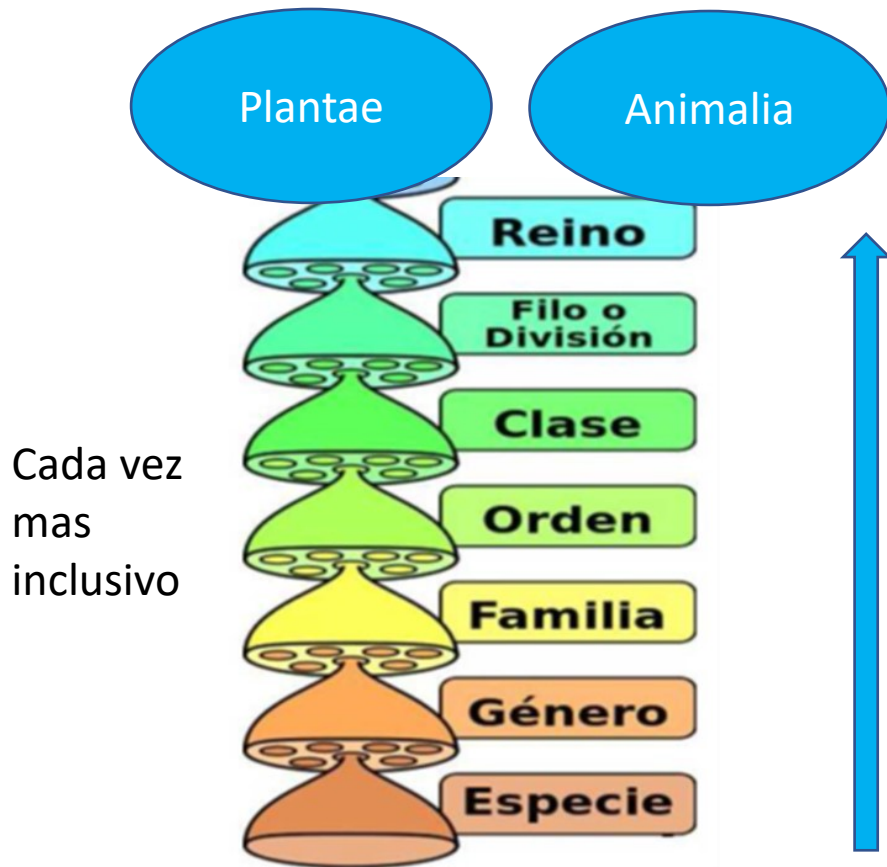 Plantae
Animalia
Reino
Filo o
División
Clase
Cada vez
mas
inclusivo
Orden
Familia
Género
Especie